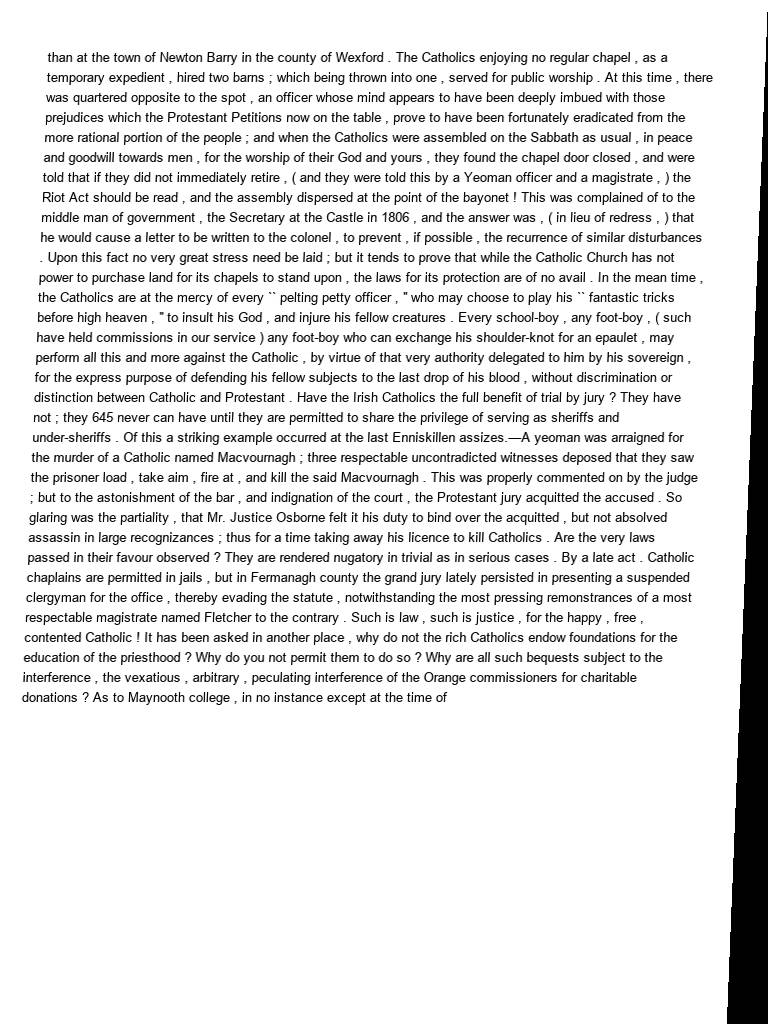 than at the town of Newton Barry in the county of Wexford . The Catholics enjoying no regular chapel , as a
temporary expedient , hired two barns ; which being thrown into one , served for public worship . At this time , there
was quartered opposite to the spot , an officer whose mind appears to have been deeply imbued with those
prejudices which the Protestant Petitions now on the table , prove to have been fortunately eradicated from the
more rational portion of the people ; and when the Catholics were assembled on the Sabbath as usual , in peace
and goodwill towards men , for the worship of their God and yours , they found the chapel door closed , and were
told that if they did not immediately retire , ( and they were told this by a Yeoman officer and a magistrate , ) the
Riot Act should be read , and the assembly dispersed at the point of the bayonet ! This was complained of to the
middle man of government , the Secretary at the Castle in 1806 , and the answer was , ( in lieu of redress , ) that
he would cause a letter to be written to the colonel , to prevent , if possible , the recurrence of similar disturbances
. Upon this fact no very great stress need be laid ; but it tends to prove that while the Catholic Church has not
power to purchase land for its chapels to stand upon , the laws for its protection are of no avail . In the mean time ,
the Catholics are at the mercy of every `` pelting petty officer , '' who may choose to play his `` fantastic tricks
before high heaven , '' to insult his God , and injure his fellow creatures . Every school-boy , any foot-boy , ( such
have held commissions in our service ) any foot-boy who can exchange his shoulder-knot for an epaulet , may
perform all this and more against the Catholic , by virtue of that very authority delegated to him by his sovereign ,
for the express purpose of defending his fellow subjects to the last drop of his blood , without discrimination or
distinction between Catholic and Protestant . Have the Irish Catholics the full benefit of trial by jury ? They have
not ; they 645 never can have until they are permitted to share the privilege of serving as sheriffs and
under-sheriffs . Of this a striking example occurred at the last Enniskillen assizes.—A yeoman was arraigned for
the murder of a Catholic named Macvournagh ; three respectable uncontradicted witnesses deposed that they saw
the prisoner load , take aim , fire at , and kill the said Macvournagh . This was properly commented on by the judge
; but to the astonishment of the bar , and indignation of the court , the Protestant jury acquitted the accused . So
glaring was the partiality , that Mr. Justice Osborne felt it his duty to bind over the acquitted , but not absolved
assassin in large recognizances ; thus for a time taking away his licence to kill Catholics . Are the very laws
passed in their favour observed ? They are rendered nugatory in trivial as in serious cases . By a late act . Catholic
chaplains are permitted in jails , but in Fermanagh county the grand jury lately persisted in presenting a suspended
clergyman for the office , thereby evading the statute , notwithstanding the most pressing remonstrances of a most
respectable magistrate named Fletcher to the contrary . Such is law , such is justice , for the happy , free ,
contented Catholic ! It has been asked in another place , why do not the rich Catholics endow foundations for the
education of the priesthood ? Why do you not permit them to do so ? Why are all such bequests subject to the
interference , the vexatious , arbitrary , peculating interference of the Orange commissioners for charitable
donations ? As to Maynooth college , in no instance except at the time of